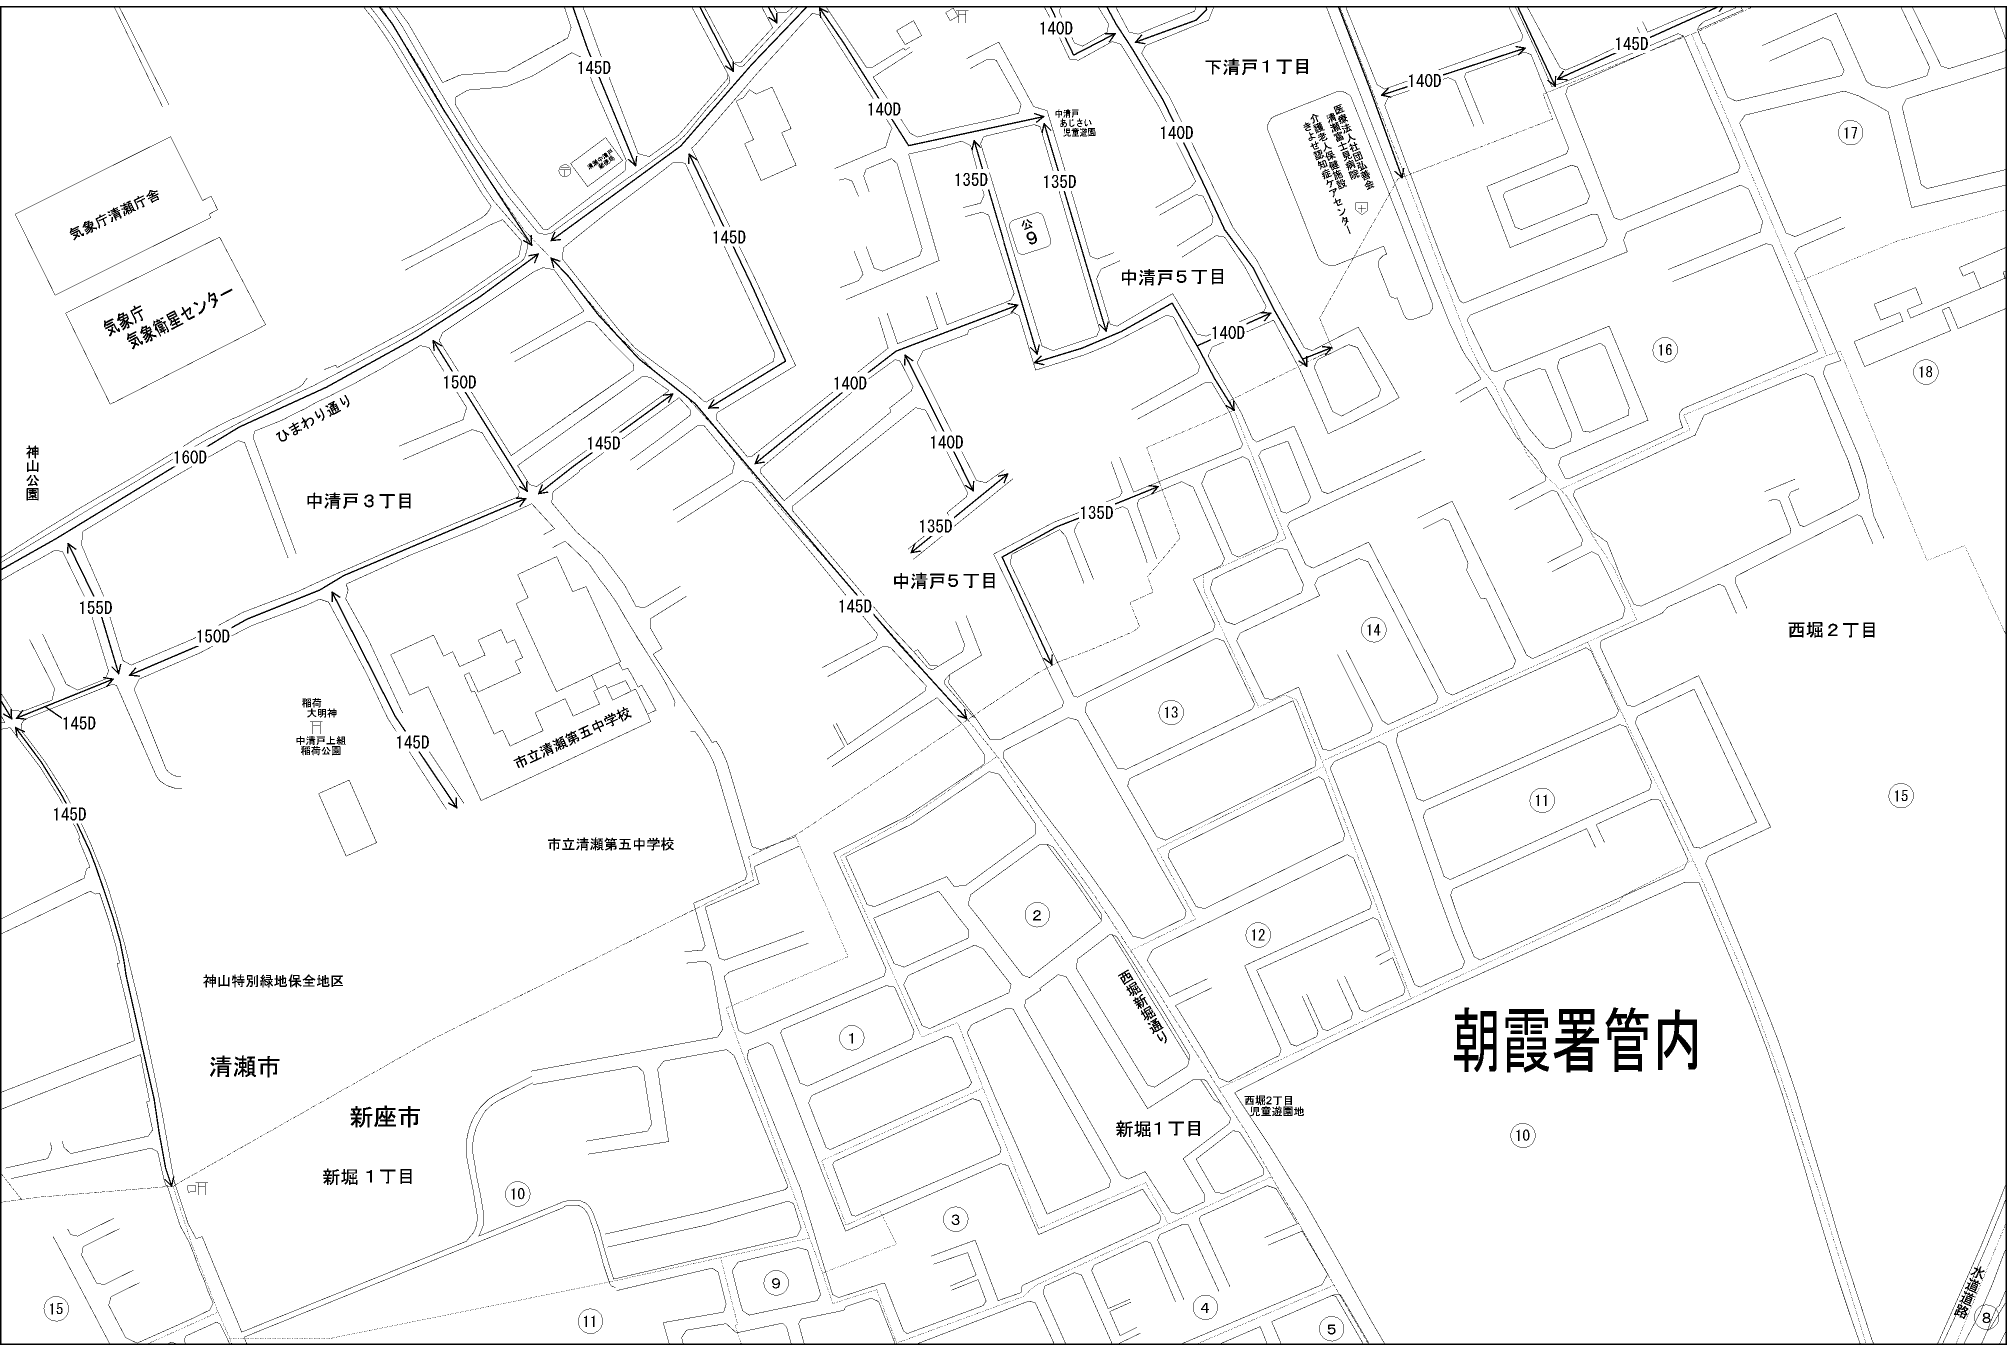 140D
145D
145D
下清戸1丁目
140D
140D
中清戸
あじさい
児童遊園
140D
17
医療法人社団弘善会
清瀬富士見病院
介護老人保健施設
きよせ認知症ケアセンター
清瀬中清戸
郵便局
135D
135D
気象庁清瀬庁舎
公
9
145D
中清戸5丁目
気象庁
気象衛星センター
140D
16
18
150D
140D
ひまわり通り
145D
140D
160D
神山公園
中清戸3丁目
135D
135D
中清戸5丁目
155D
145D
150D
14
西堀2丁目
稲荷
大明神
中清戸上組
稲荷公園
145D
145D
市立清瀬第五中学校
13
145D
11
15
市立清瀬第五中学校
2
12
神山特別緑地保全地区
西堀新堀通り
1
朝霞署管内
清瀬市
新座市
西堀2丁目
児童遊園地
新堀1丁目
10
新堀1丁目
10
3
9
15
11
4
5
水道道路
8